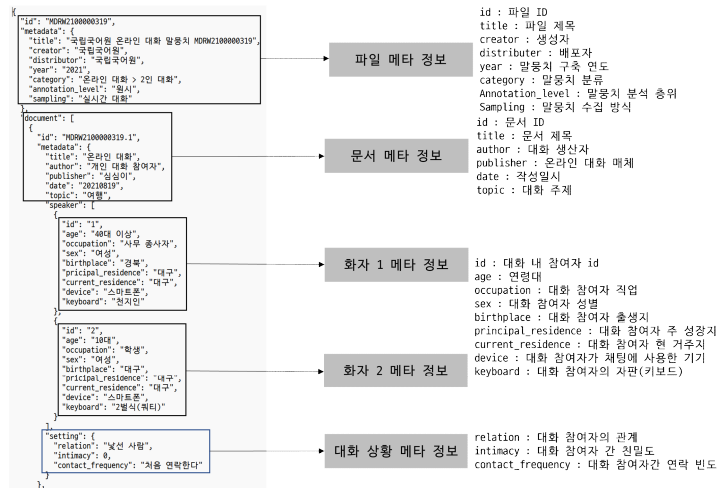 {
"id": "MDRW2100000319",
"metadata": {
"title": "국립국어원 온라인 대화 말뭉치 MDRW2100000319",
"creator": "국립국어원",
"distributor": "국립국어원",
"year": "2021",
"category": "온라인 대화 > 2인 대화",
"annotation_level": "원시",
"sampling": "실시간 대화"
},
"document": [
{
"id": "MDRW2100000319.1",
"metadata": {
"title": "온라인 대화",
"author": "개인 대화 참여자",
"publisher": "심심이",
"date": "20210819",
"topic": "여행",
"speaker": [
{
"id": "1",
"age": "40대 이상",
"occupation": "사무 종사자",
"sex": "여성",
"birthplace": "경북",
"pricipal_residence": "대구",
"current_residence": "대구",
"device": "스마트폰",
"keyboard": "천지인"
},
{
"id": "2",
"age": "10대",
"occupation": "학생",
"sex": "여성",
"birthplace": "대구",
"pricipal_residence": "대구",
"current_residence": "대구",
"device": "스마트폰",
"keyboard": "2벌식(쿼티)"
}
],
"setting": {
"relation": "낯선 사람",
"intimacy": 0,
"contact_frequency": "처음 연락한다"
}
},
파일 메타 정보
문서 메타 정보
화자 1 메타 정보
화자 2 메타 정보
대화 상황 메타 정보
id : 파일 ID
title : 파일 제목
creator : 생성자
distributer : 배포자
year : 말뭉치 구축 연도
category : 말뭉치 분류
Annotation_level : 말뭉치 분석 층위
Sampling : 말뭉치 수집 방식
id : 문서 ID
title : 문서 제목
author : 대화 생산자
publisher : 온라인 대화 매체
date : 작성일시
topic : 대화 주제
id : 대화 내 참여자 id
age : 연령대
occupation : 대화 참여자 직업
sex : 대화 참여자 성별
birthplace : 대화 참여자 출생지
principal_residence : 대화 참여자 주 성장지
current_residence : 대화 참여자 현 거주지
device : 대화 참여자가 채팅에 사용한 기기
keyboard : 대화 참여자의 자판(키보드)
relation : 대화 참여자의 관계
intimacy : 대화 참여자 간 친밀도
contact_frequency : 대화 참여자간 연락 빈도